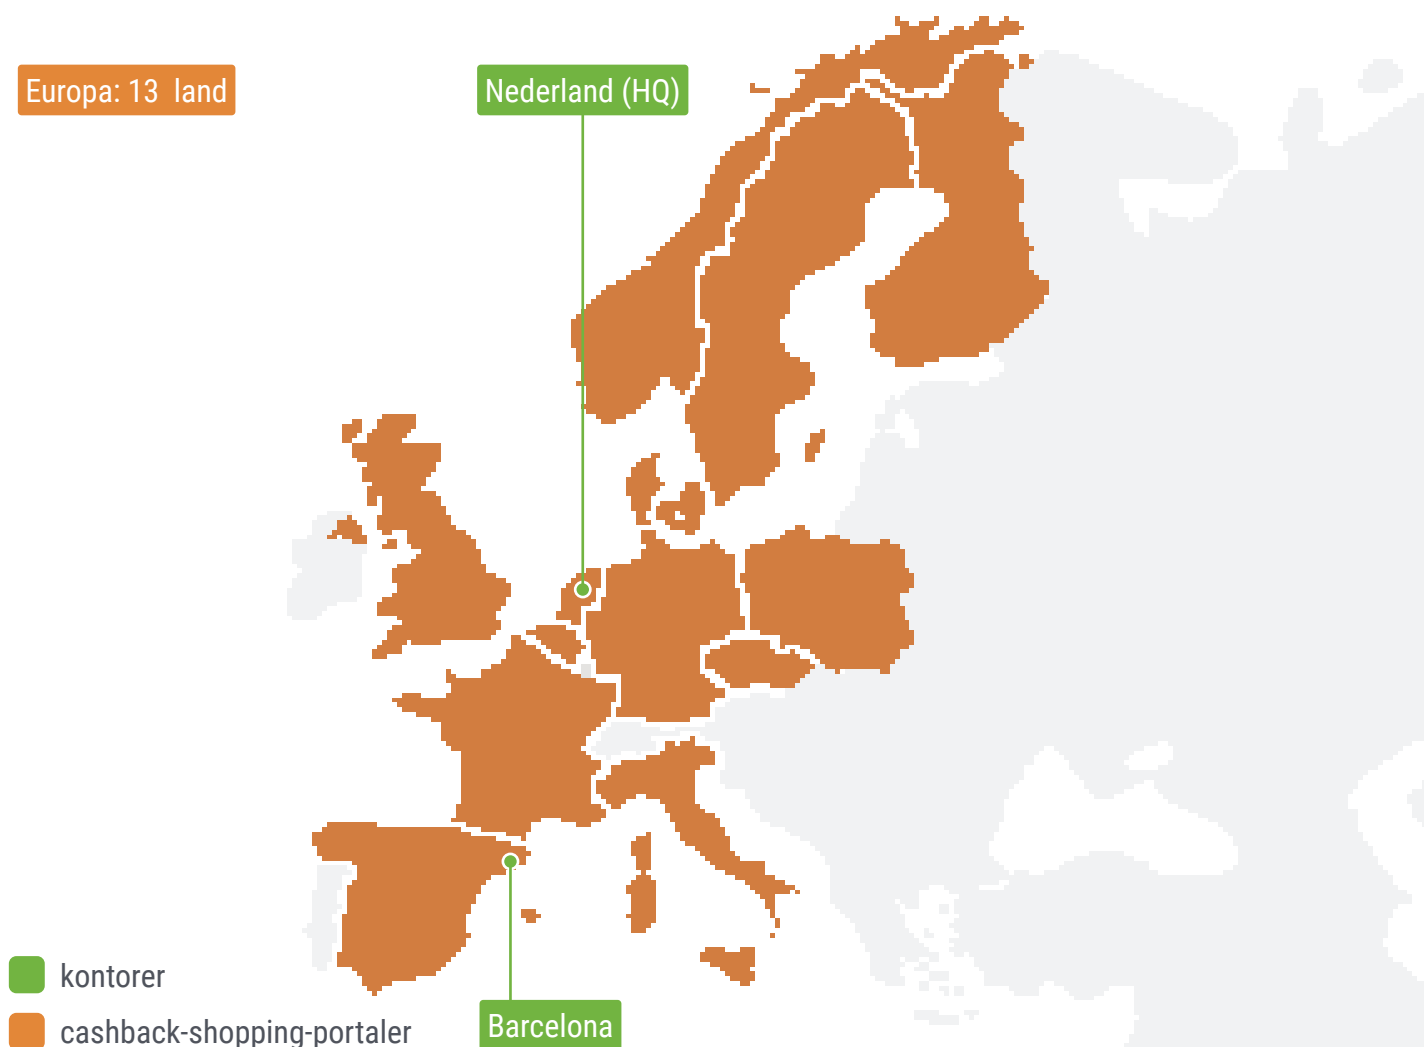 Europa: 13 land
Nederland (HQ)
kontorer
cashback-shopping-portaler
Barcelona